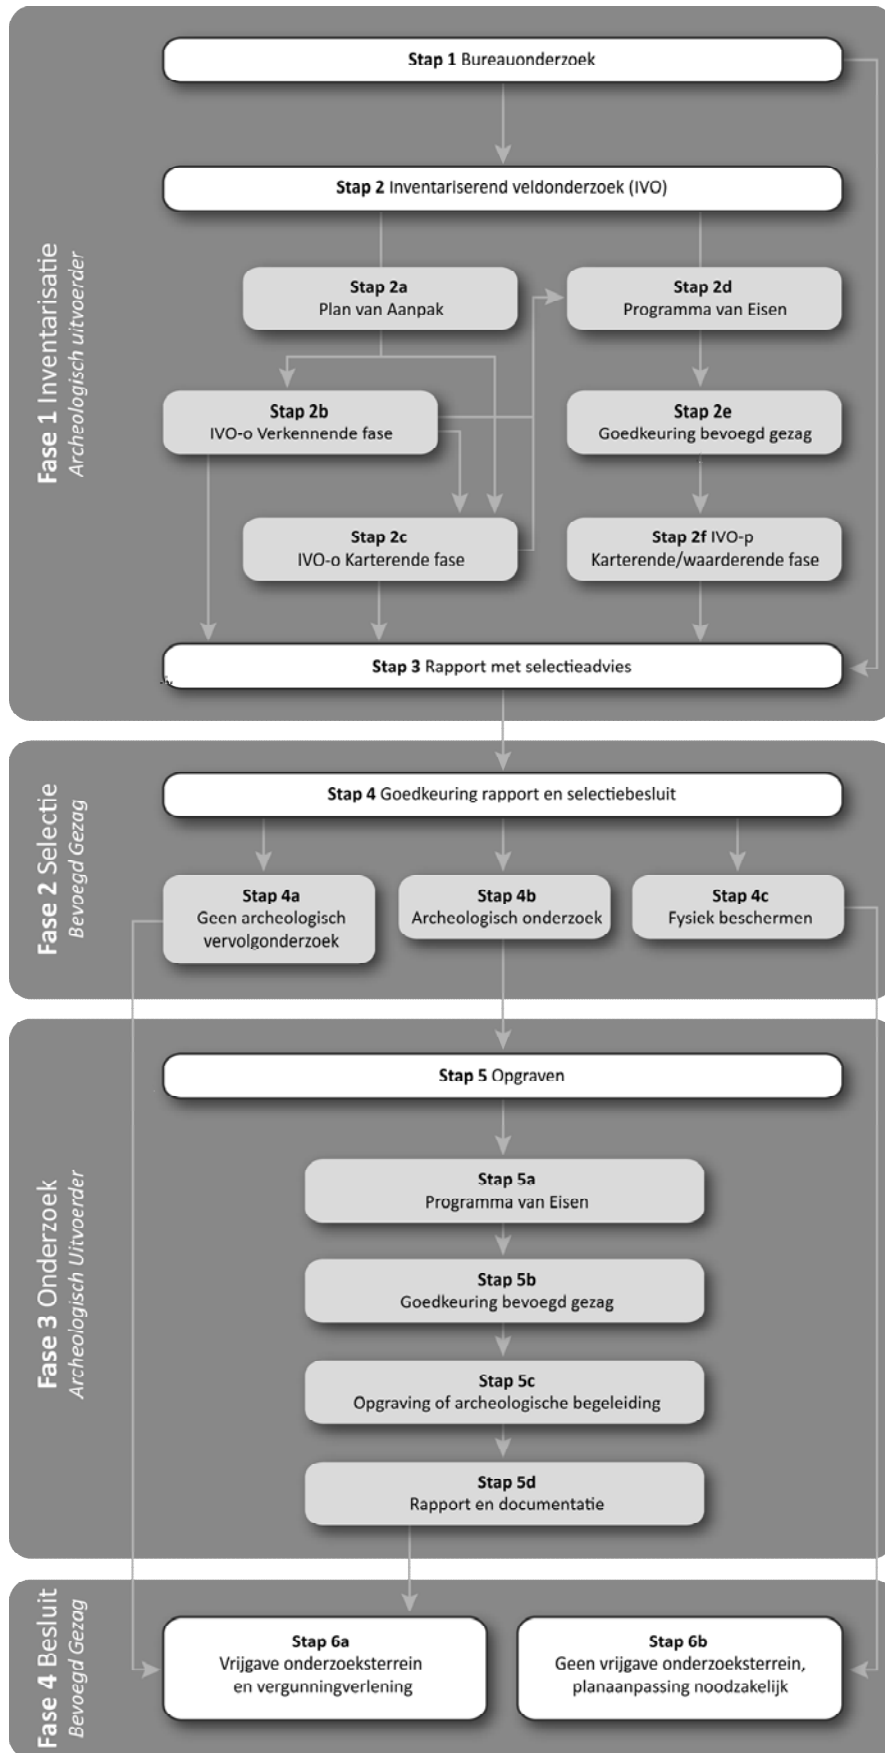 Fase 1 Inventarisatie
Archeologisch uitvoerder
Stap 1 Bureauonderzoek
Stap 2 Inventariserend veldonderzoek (IVO)
Stap 2a
Plan van Aanpak
Stap 2d
Programma van Eisen
Stap 2b
IVO-o Verkennende fase
Stap 2e
Goedkeuring bevoegd gezag
Stap 2c
IVO-o Karterende fase
Stap 2f IVO-p
Karterende/waarderende fase
Stap 3 Rapport met selectieadvies
Fase 2 Selectie
Bevoegd Gezag
Stap 4 Goedkeuring rapport en selectiebesluit
Stap 4a
Geen archeologisch
vervolgonderzoek
Stap 4b
Archeologisch onderzoek
Stap 4c
Fysiek beschermen
Fase 3 Onderzoek
Archeologisch Uitvoerder
Stap 5 Opgraven
Stap 5a
Programma van Eisen
Stap 5b
Goedkeuring bevoegd gezag
Stap 5c
Opgraving of archeologische begeleiding
Stap 5d
Rapport en documentatie
Fase 4 Besluit
Bevoegd Gezag
Stap 6a
Vrijgave onderzoeksterrein
en vergunningverlening
Stap 6b
Geen vrijgave onderzoeksterrein,
planaanpassing noodzakelijk